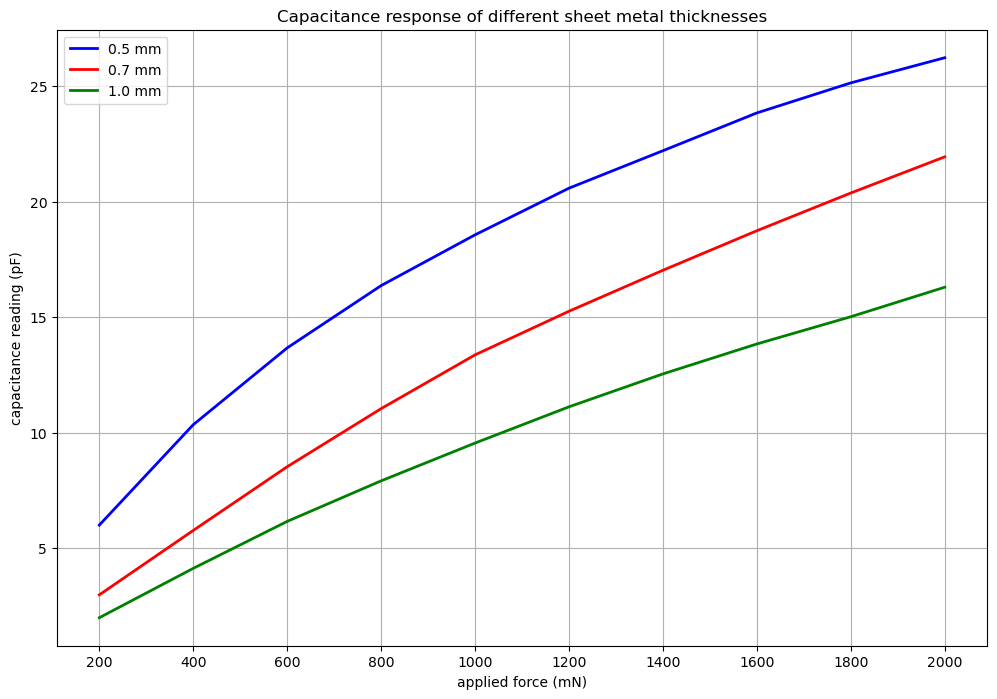 Capacitance response of different sheet metal thicknesses
0.5 mm
0.7 mm
1.0 mm
capacitance reading (pF)
25
20
15
10
5
200 400 600 800 1000 1200 1400 1600 1800 2000
applied force (mN)